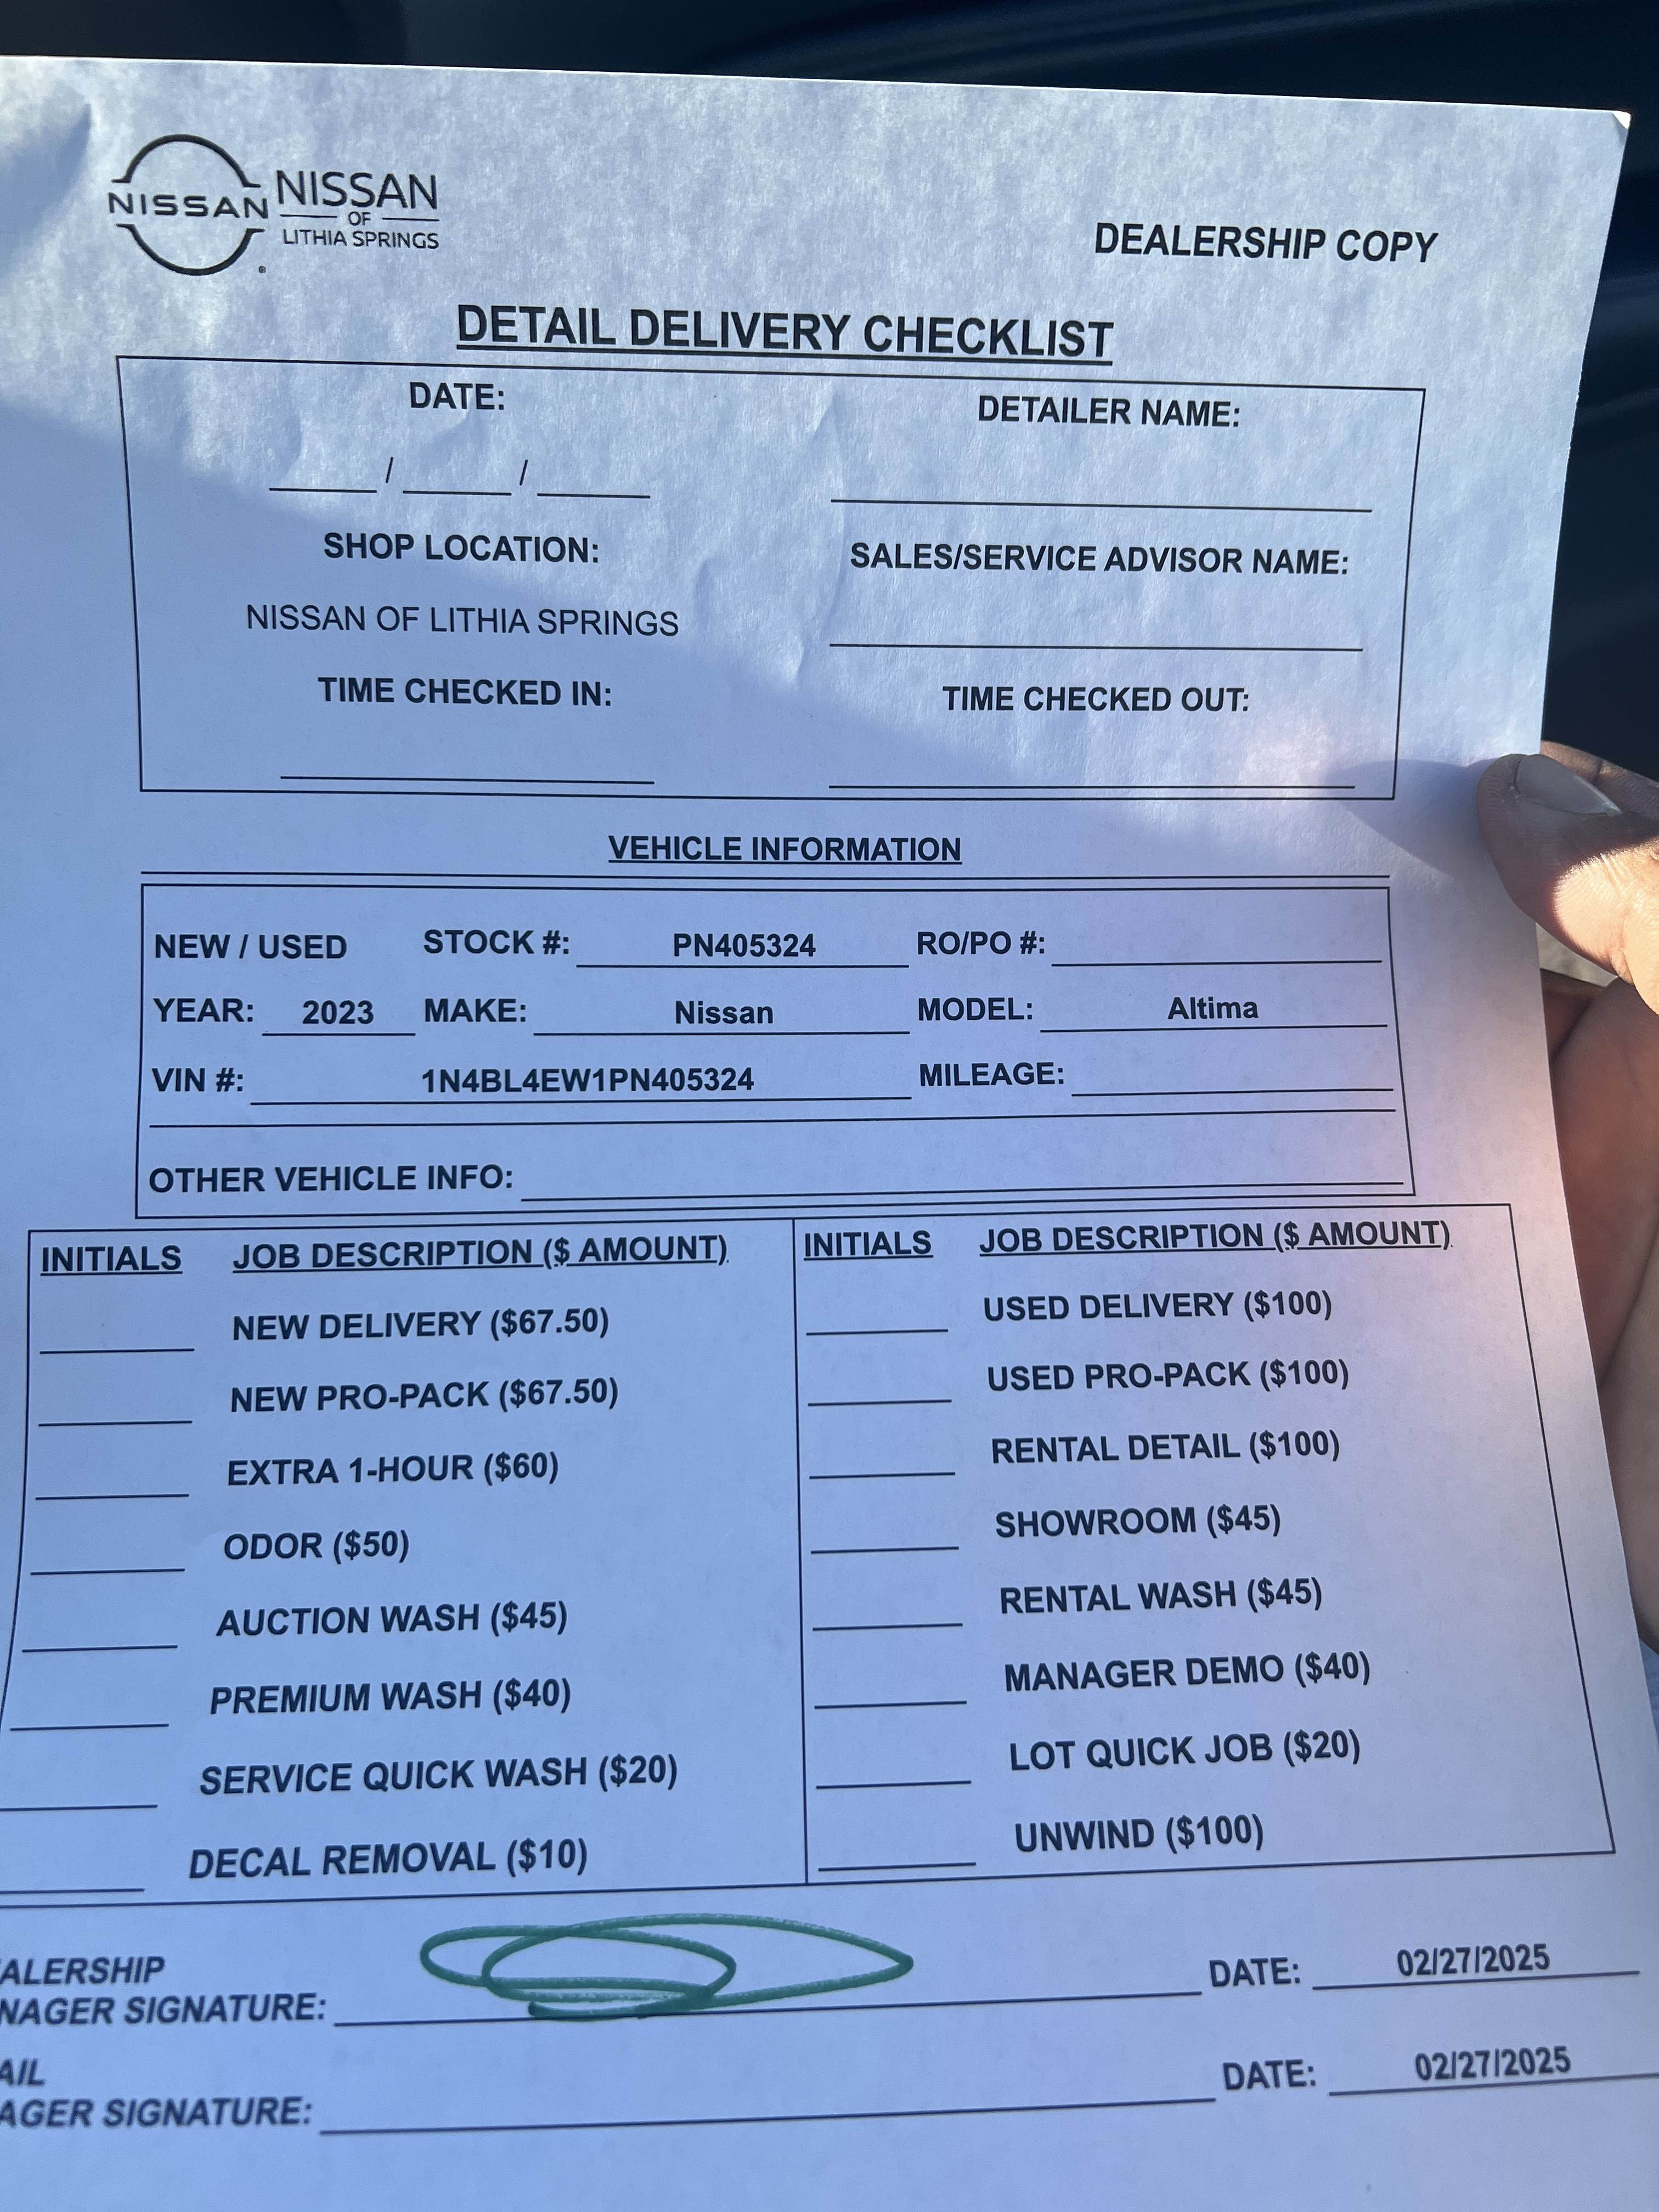 NISSAN NISSAN
OF
LITHIA SPRINGS
DEALERSHIP COPY
DETAIL DELIVERY CHECKLIST
DATE: DETAILER NAME:
____ / ____ / ____
SHOP LOCATION: SALES/SERVICE ADVISOR NAME:
NISSAN OF LITHIA SPRINGS
TIME CHECKED IN: TIME CHECKED OUT:
VEHICLE INFORMATION
NEW / USED STOCK #: PN405324 RO/PO #:
YEAR: 2023 MAKE: Nissan MODEL: Altima
VIN #: 1N4BL4EW1PN405324 MILEAGE:
OTHER VEHICLE INFO:
INITIALS JOB DESCRIPTION ($ AMOUNT) INITIALS JOB DESCRIPTION ($ AMOUNT)
NEW DELIVERY ($67.50) USED DELIVERY ($100)
NEW PRO-PACK ($67.50) USED PRO-PACK ($100)
EXTRA 1-HOUR ($60) RENTAL DETAIL ($100)
ODOR ($50) SHOWROOM ($45)
AUCTION WASH ($45) RENTAL WASH ($45)
PREMIUM WASH ($40) MANAGER DEMO ($40)
SERVICE QUICK WASH ($20) LOT QUICK JOB ($20)
DECAL REMOVAL ($10) UNWIND ($100)
ALERSHIP
NAGER SIGNATURE: DATE: 02/27/2025
AIL
AGER SIGNATURE: DATE: 02/27/2025